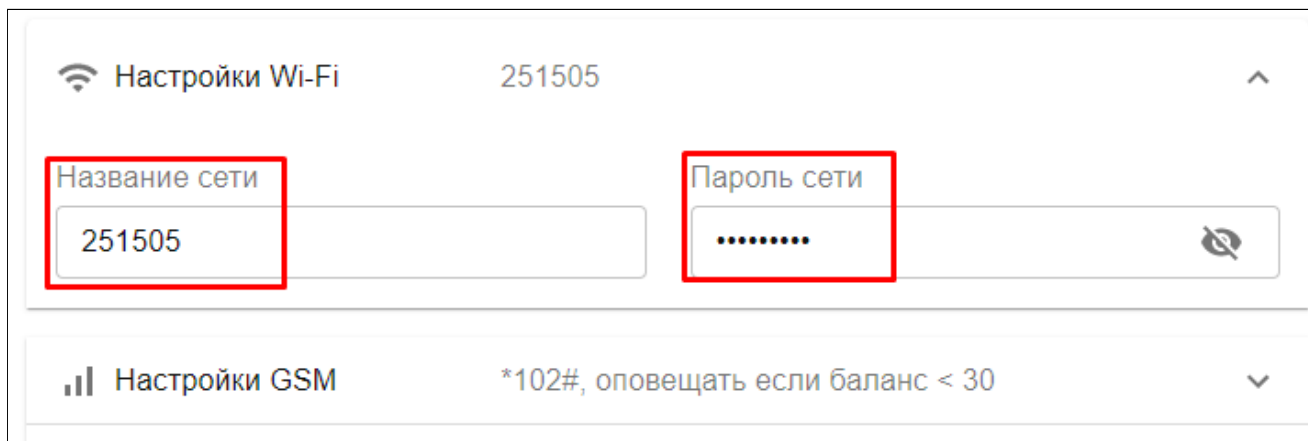 Настройки Wi-Fi 251505
Название сети Пароль сети
251505 •••••••••
Настройки GSM *102#, оповещать если баланс < 30